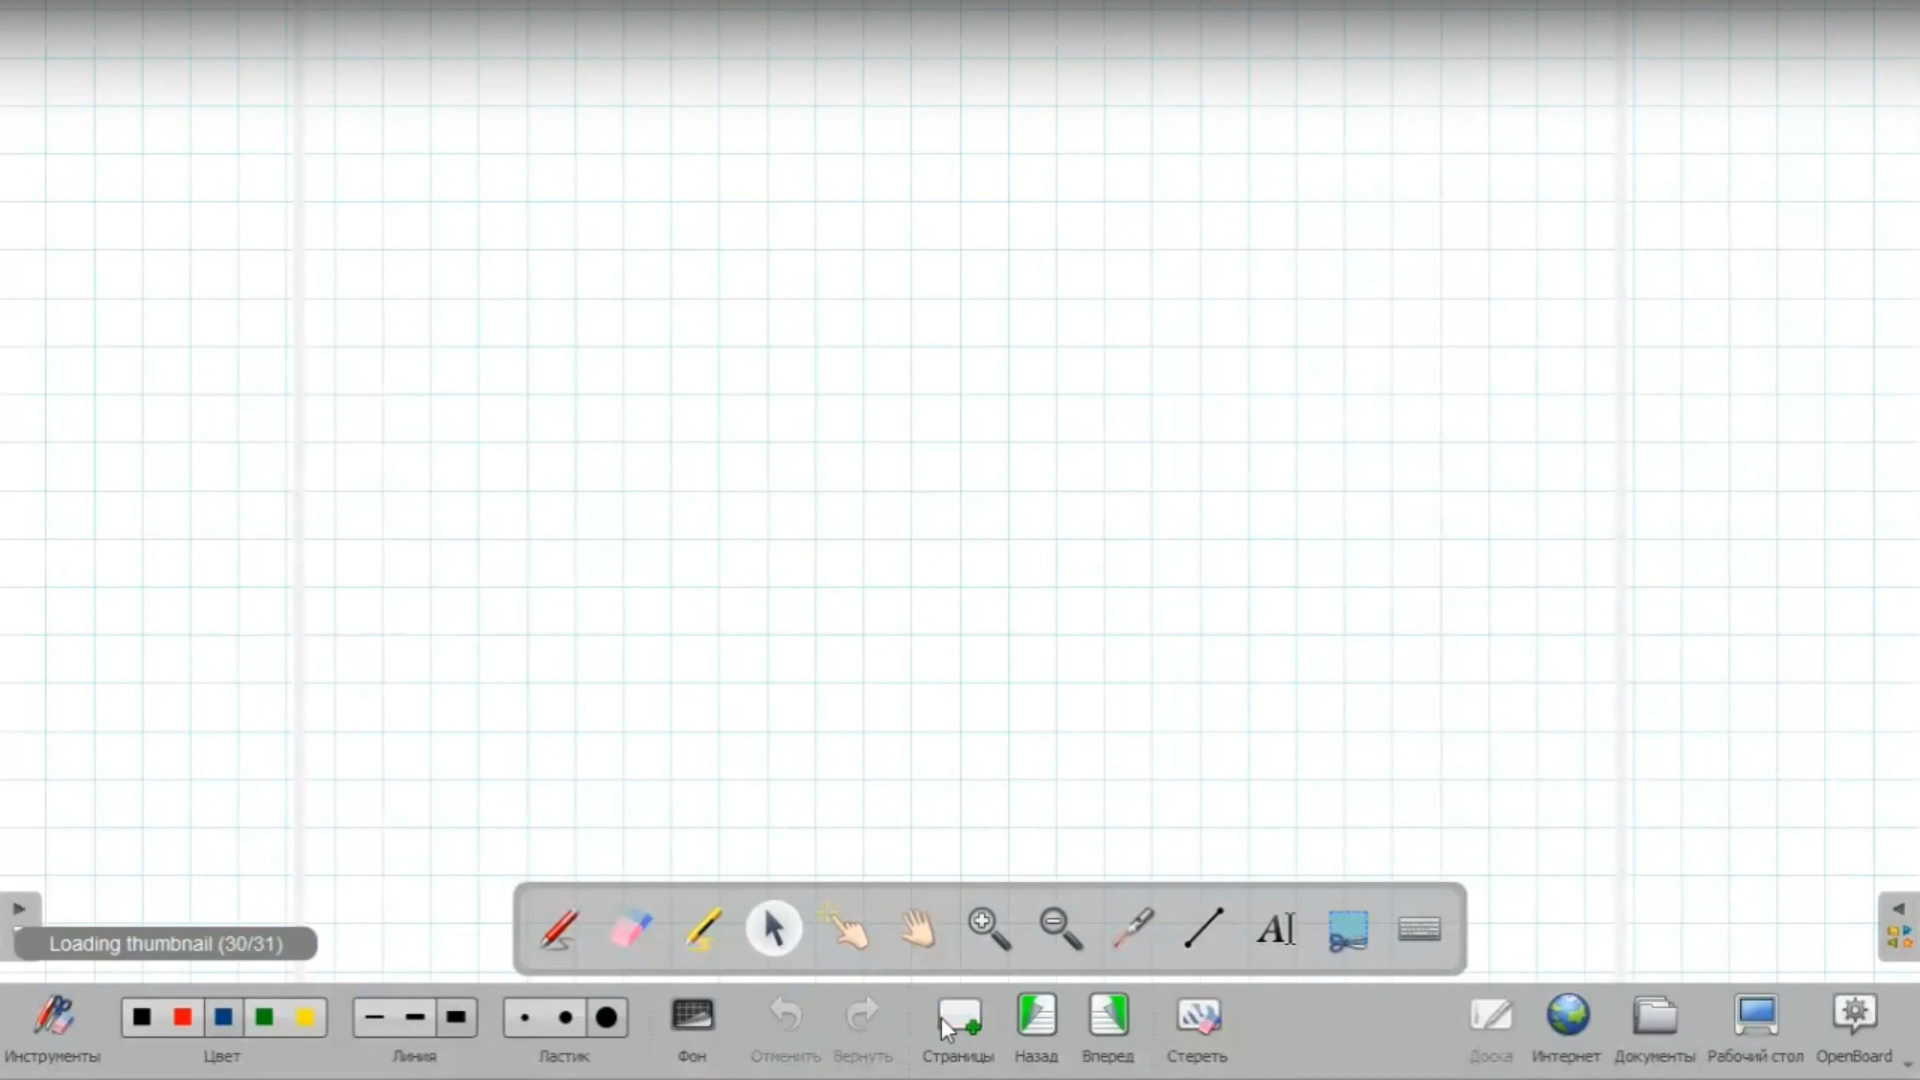 AI
Loading thumbnail (30/31)
Инструменты
Цвет
Линия
Ластик
Фон
Отменить
Вернуть
Страницы
Назад
Вперед
Стереть
Доска
Интернет
Документы
Рабочий стол
OpenBoard